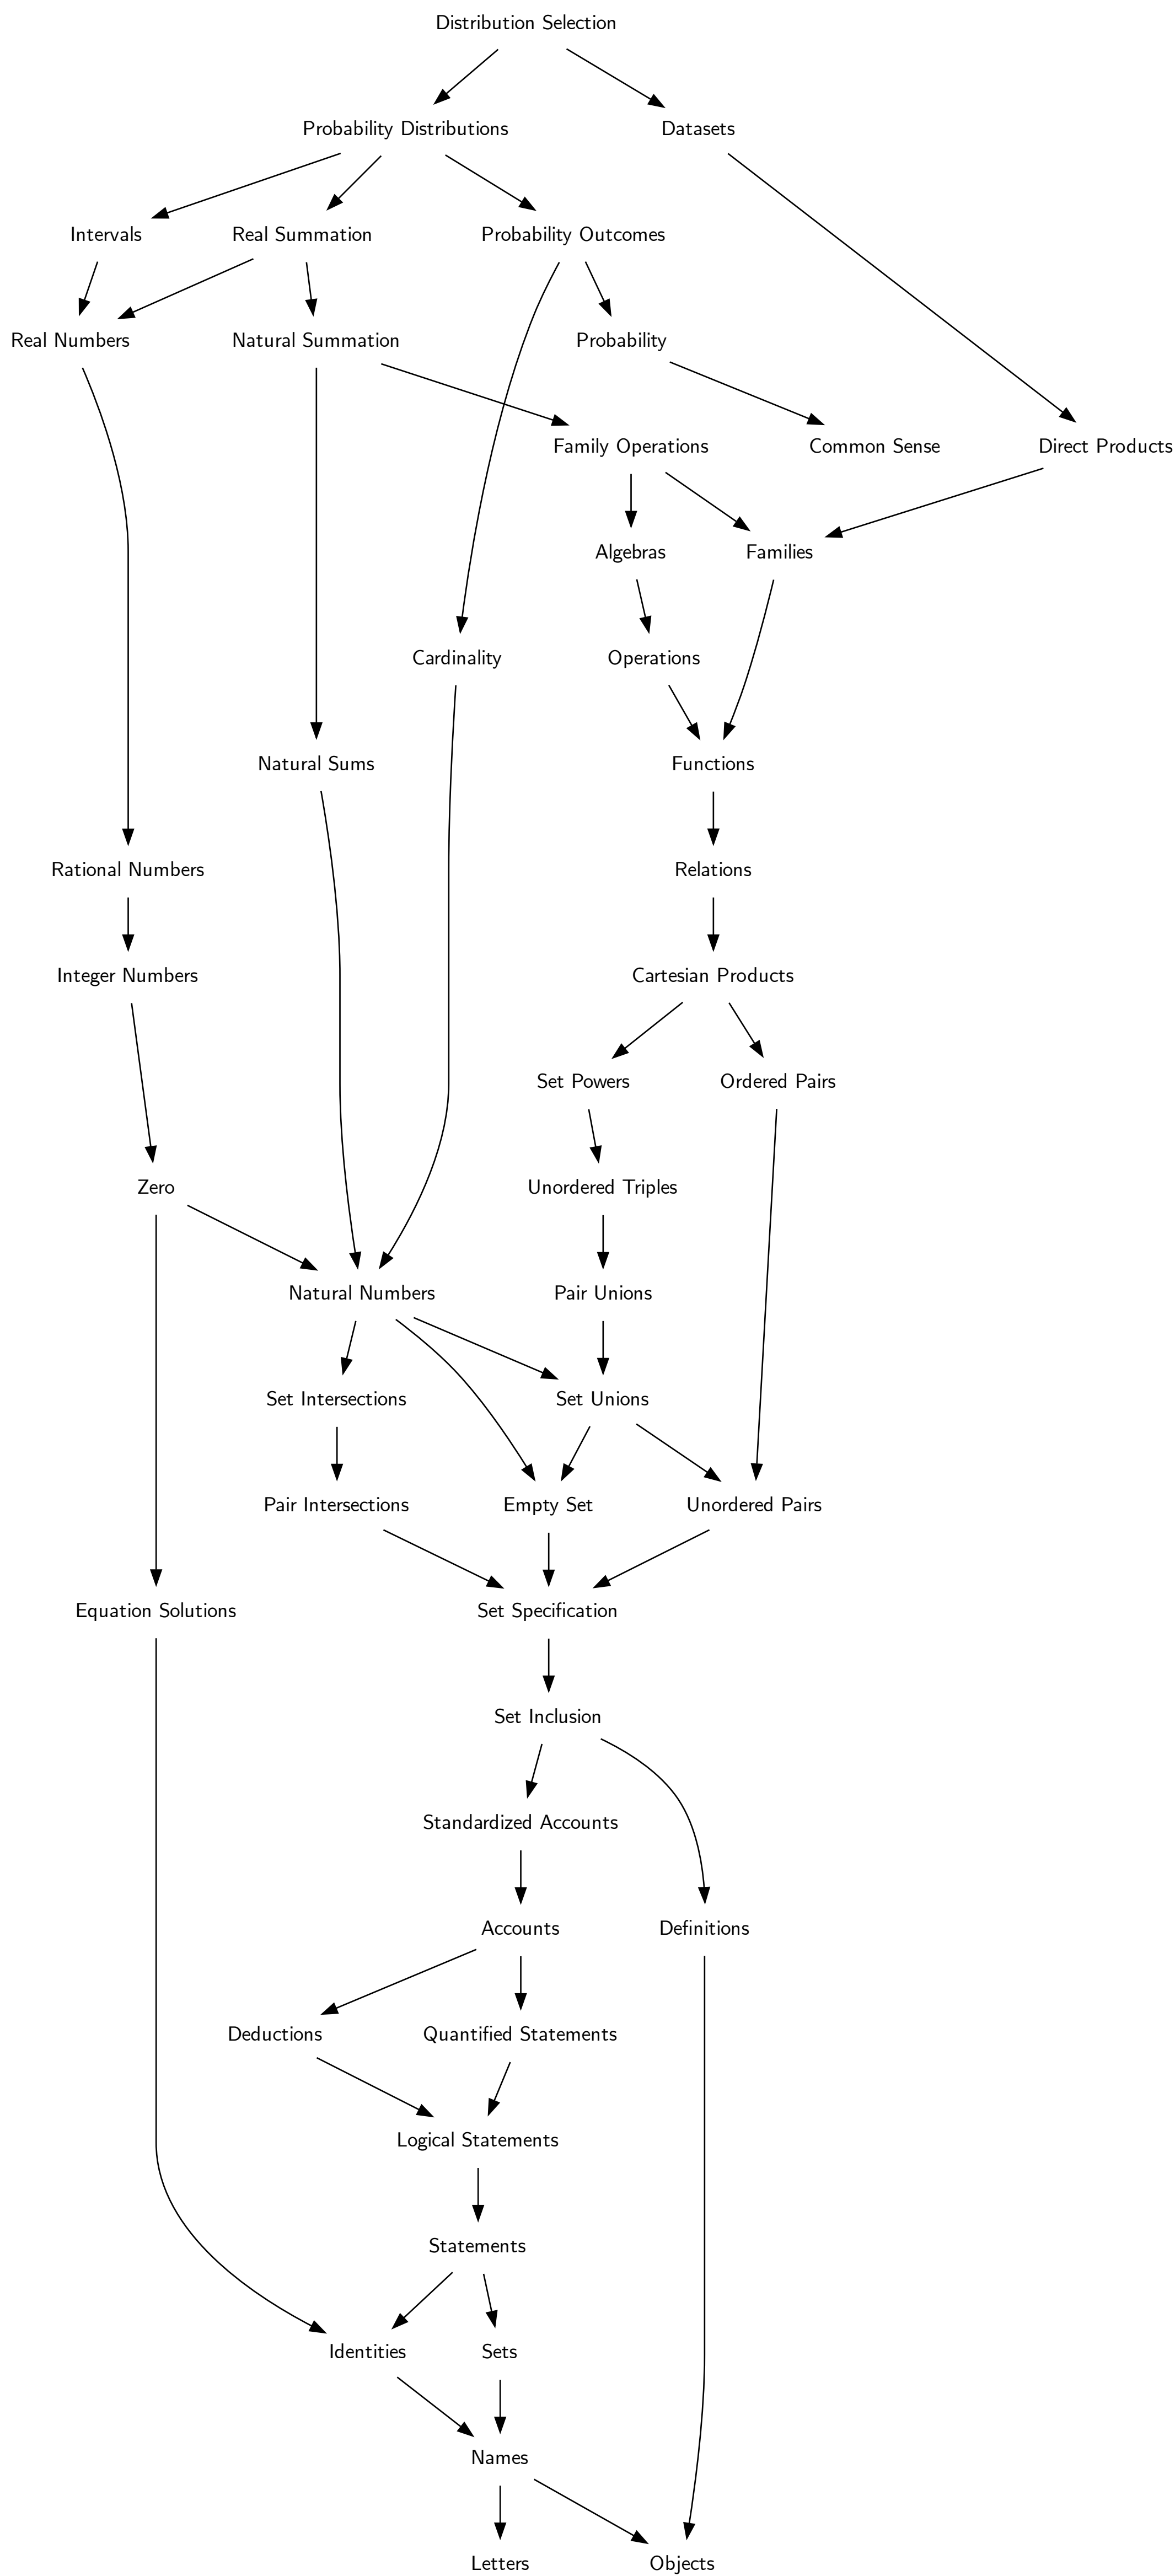 Distribution Selection
Probability Distributions
Datasets
Intervals
Real Summation
Probability Outcomes
Real Numbers
Natural Summation
Probability
Family Operations
Common Sense
Direct Products
Algebras
Families
Cardinality
Operations
Natural Sums
Functions
Rational Numbers
Relations
Integer Numbers
Cartesian Products
Set Powers
Ordered Pairs
Zero
Unordered Triples
Natural Numbers
Pair Unions
Set Intersections
Set Unions
Pair Intersections
Empty Set
Unordered Pairs
Equation Solutions
Set Specification
Set Inclusion
Standardized Accounts
Accounts
Definitions
Deductions
Quantified Statements
Logical Statements
Statements
Identities
Sets
Names
Letters
Objects